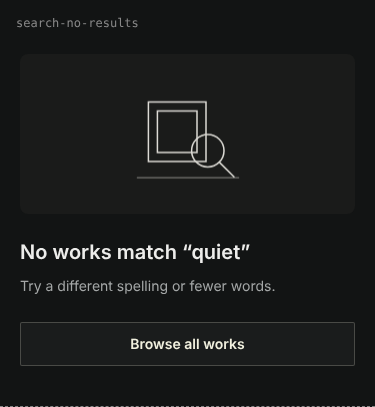 search-no-results
No works match “quiet”
Try a different spelling or fewer words.
Browse all works